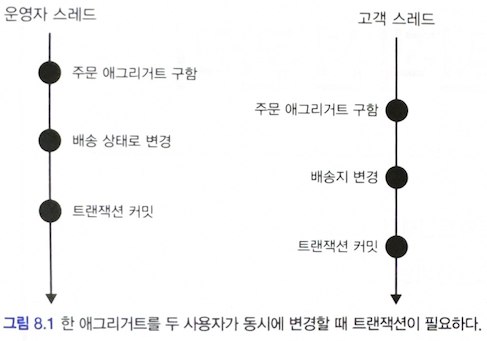 운영자 스레드
주문 애그리거트 구함
배송 상태로 변경
트랜잭션 커밋
고객 스레드
주문 애그리거트 구함
배송지 변경
트랜잭션 커밋
그림 8.1 한 애그리거트를 두 사용자가 동시에 변경할 때 트랜잭션이 필요하다.